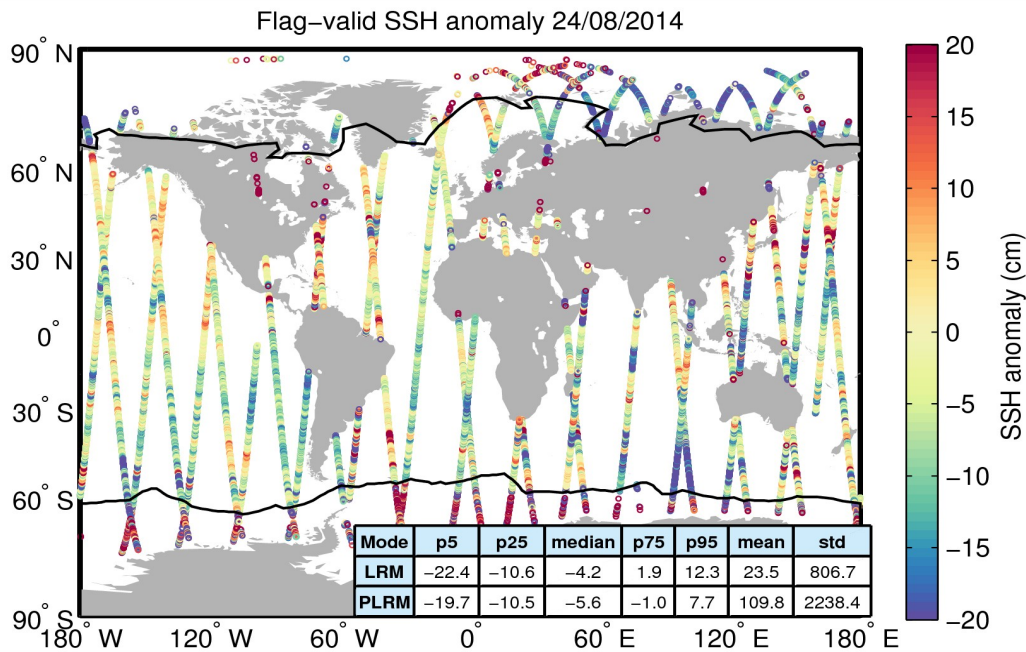 Flag−valid SSH anomaly 24/08/2014
90° N
60° N
30° N
0°
30° S
60° S
90° S
180° W 120° W 60° W 0° 60° E 120° E 180° E
Mode p5 p25 median p75 p95 mean std
LRM −22.4 −10.6 −4.2 1.9 12.3 23.5 806.7
PLRM −19.7 −10.5 −5.6 −1.0 7.7 109.8 2238.4
20
15
10
5
0
−5
−10
−15
−20
SSH anomaly (cm)